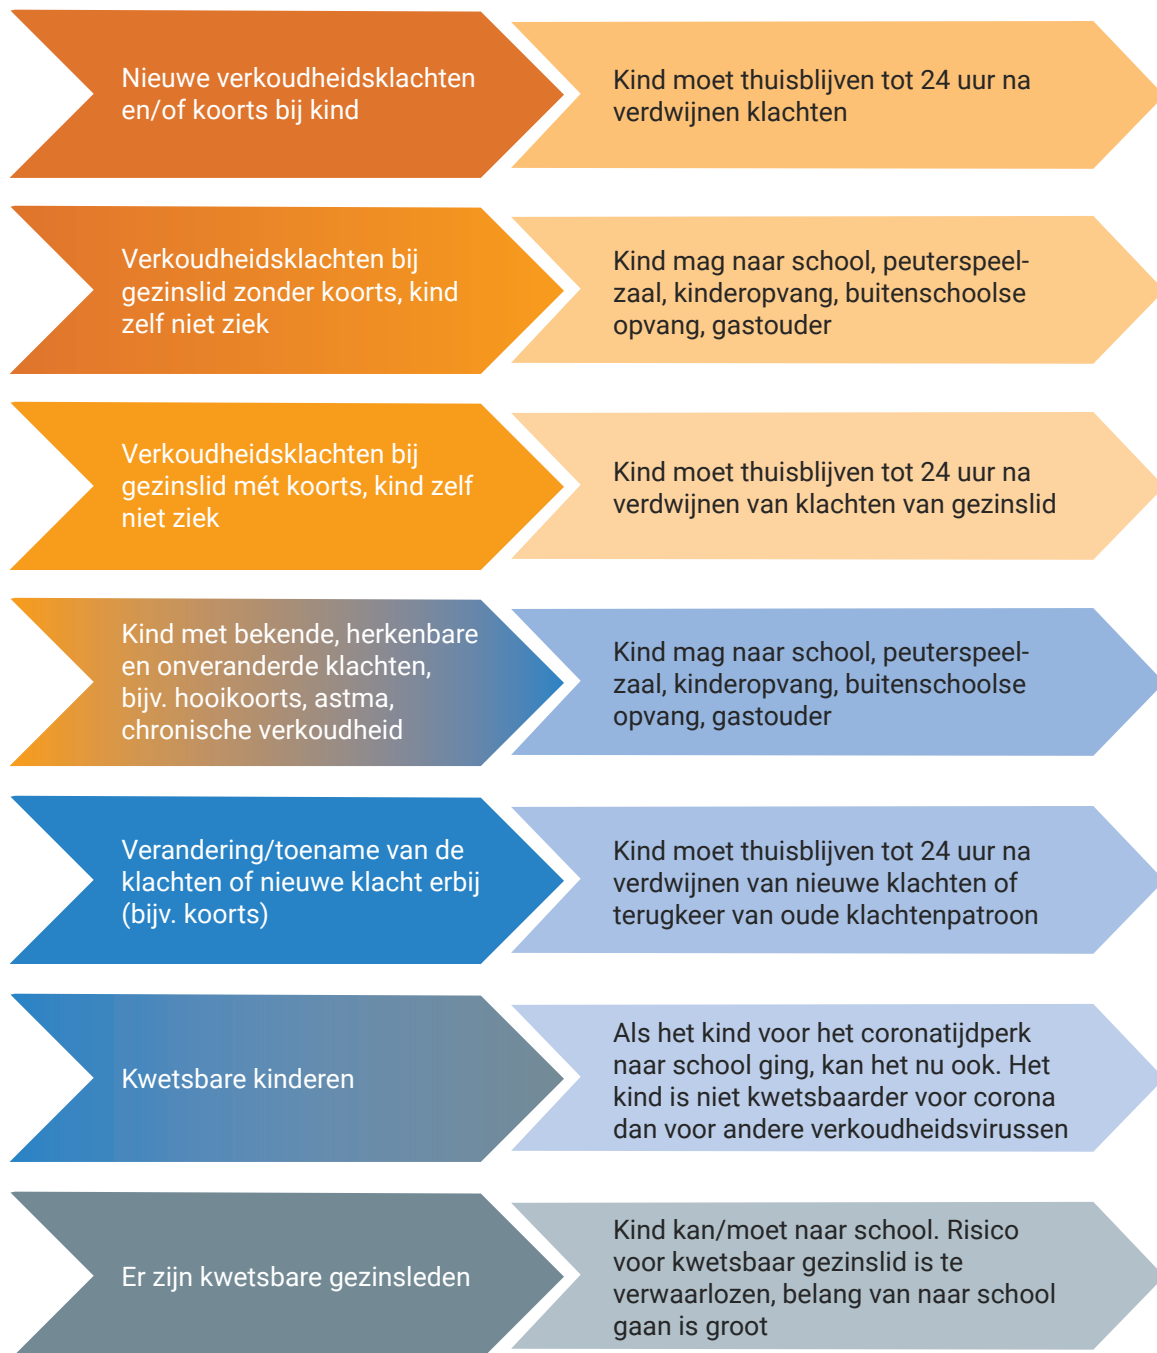 Nieuwe verkoudheidsklachten
en/of koorts bij kind
Kind moet thuisblijven tot 24 uur na
verdwijnen klachten
Verkoudheidsklachten bij
gezinslid zonder koorts, kind
zelf niet ziek
Kind mag naar school, peuterspeel-
zaal, kinderopvang, buitenschoolse
opvang, gastouder
Verkoudheidsklachten bij
gezinslid mét koorts, kind zelf
niet ziek
Kind moet thuisblijven tot 24 uur na
verdwijnen van klachten van gezinslid
Kind met bekende, herkenbare
en onveranderde klachten,
bijv. hooikoorts, astma,
chronische verkoudheid
Kind mag naar school, peuterspeel-
zaal, kinderopvang, buitenschoolse
opvang, gastouder
Verandering/toename van de
klachten of nieuwe klacht erbij
(bijv. koorts)
Kind moet thuisblijven tot 24 uur na
verdwijnen van nieuwe klachten of
terugkeer van oude klachtenpatroon
Kwetsbare kinderen
Als het kind voor het coronatijdperk
naar school ging, kan het nu ook. Het
kind is niet kwetsbaarder voor corona
dan voor andere verkoudheidsvirussen
Er zijn kwetsbare gezinsleden
Kind kan/moet naar school. Risico
voor kwetsbaar gezinslid is te
verwaarlozen, belang van naar school
gaan is groot